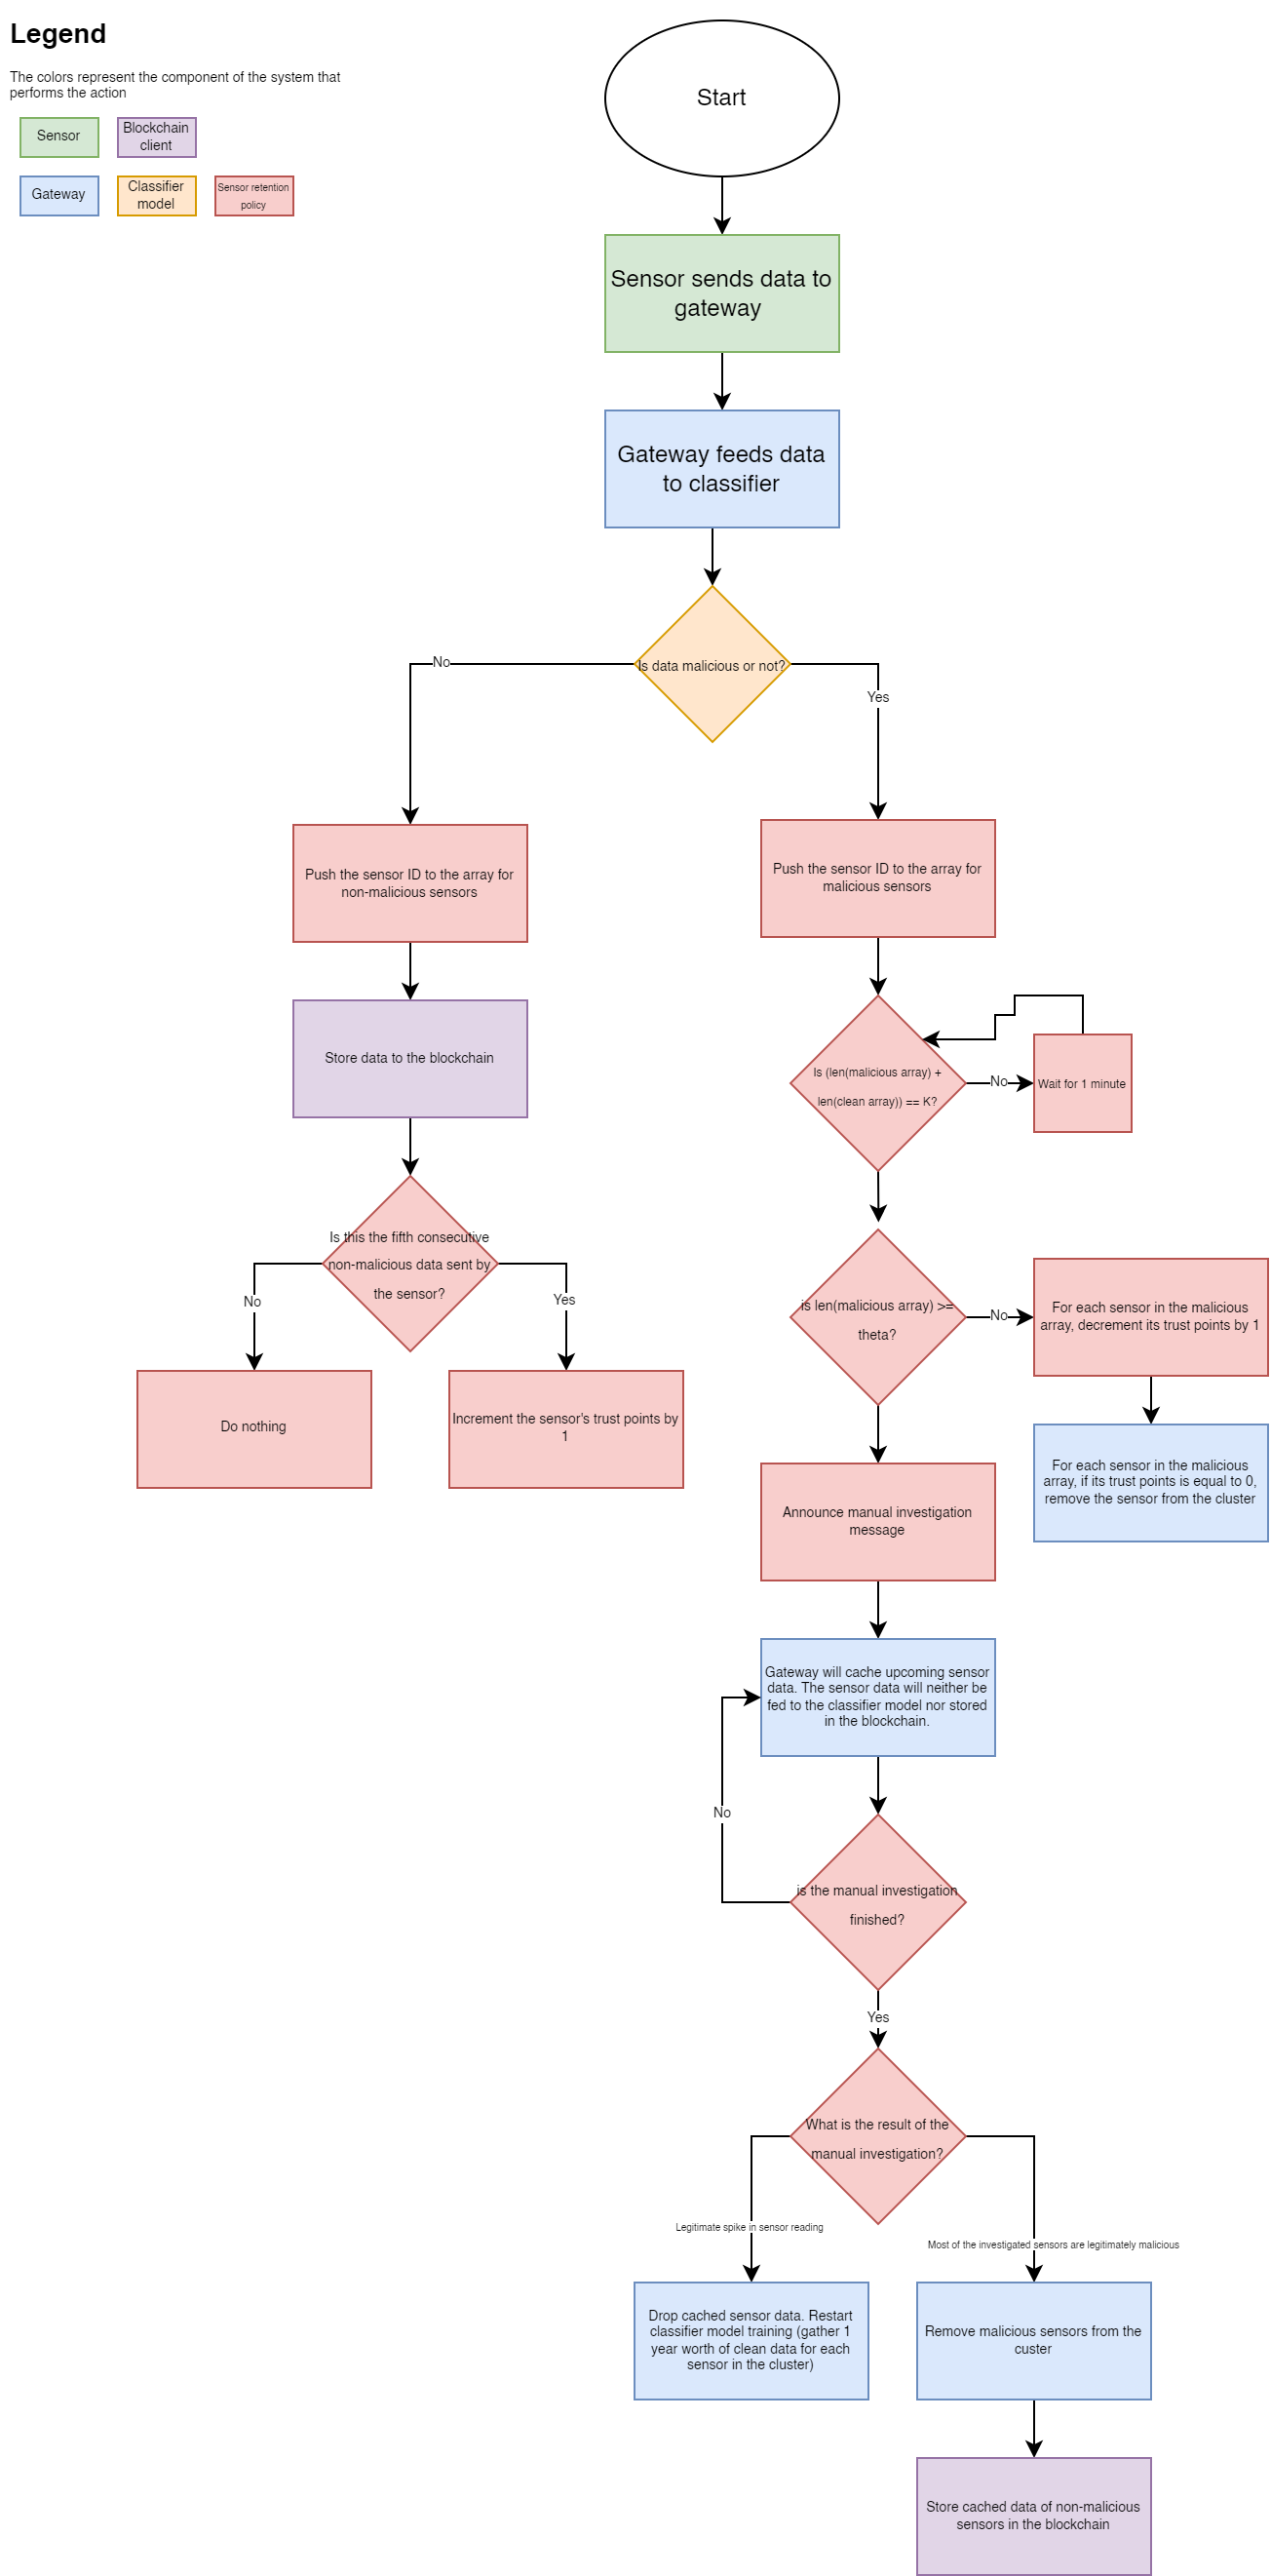 Legend
The colors represent the component of the system that
performs the action
Sensor
Blockchain
client
Gateway
Classifier
model
Sensor retention
policy
Start
Sensor sends data to
gateway
Gateway feeds data
to classifier
Is data malicious or not?
No
Yes
Push the sensor ID to the array for
non-malicious sensors
Push the sensor ID to the array for
malicious sensors
Store data to the blockchain
Is (len(malicious array) +
len(clean array)) == K?
No
Wait for 1 minute
Is this the fifth consecutive
non-malicious data sent by
the sensor?
No
Yes
Do nothing
Increment the sensor's trust points by
1
is len(malicious array) >=
theta?
No
For each sensor in the malicious
array, decrement its trust points by 1
For each sensor in the malicious
array, if its trust points is equal to 0,
remove the sensor from the cluster
Announce manual investigation
message
Gateway will cache upcoming sensor
data. The sensor data will neither be
fed to the classifier model nor stored
in the blockchain.
No
is the manual investigation
finished?
Yes
What is the result of the
manual investigation?
Legitimate spike in sensor reading
Most of the investigated sensors are legitimately malicious
Drop cached sensor data. Restart
classifier model training (gather 1
year worth of clean data for each
sensor in the cluster)
Remove malicious sensors from the
custer
Store cached data of non-malicious
sensors in the blockchain